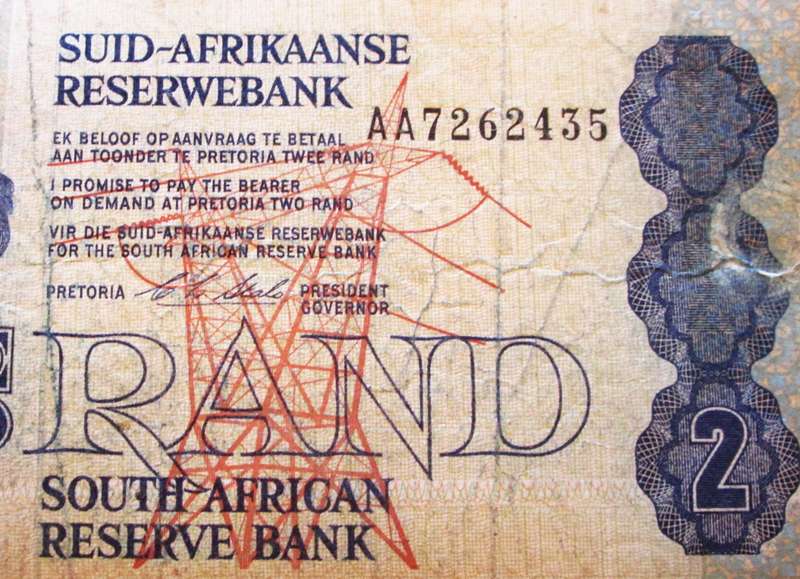 SUID-AFRIKAANSE
RESERWEBANK
AA7262435
EK BELOOF OP AANVRAAG TE BETAAL
AAN TOONDER TE PRETORIA TWEE RAND
I PROMISE TO PAY THE BEARER
ON DEMAND AT PRETORIA TWO RAND
VIR DIE SUID-AFRIKAANSE RESERWEBANK
FOR THE SOUTH AFRICAN RESERVE BANK
PRETORIA
PRESIDENT
GOVERNOR
RAND
2
SOUTH-AFRICAN
RESERVE BANK